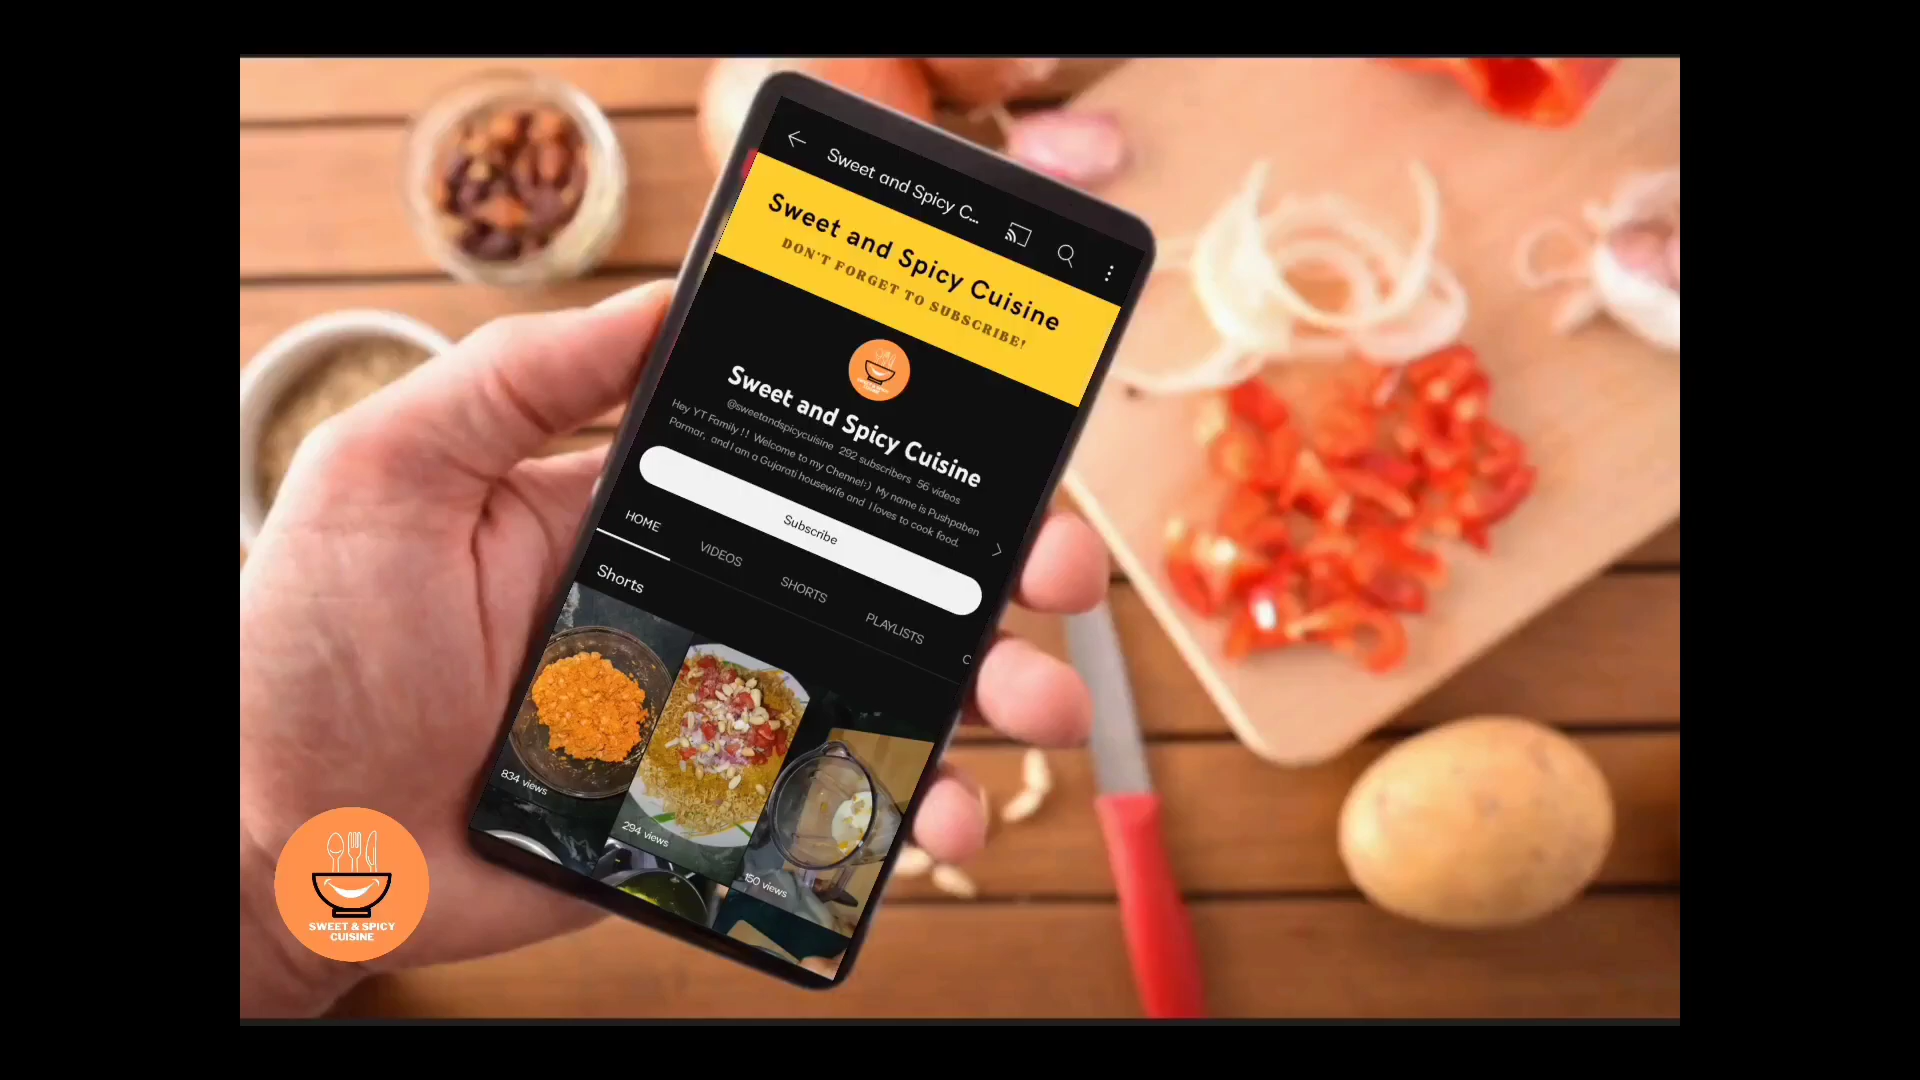 Sweet and Spicy C...
Sweet and Spicy Cuisine
DON'T FORGET TO SUBSCRIBE!
Sweet and Spicy Cuisine
@sweetandspicycuisine 292 subscribers 56 videos
Hey YT Family !! Welcome to my Chennel:) My name is Pushpaben
Parmar, and I am a Gujarati housewife and I loves to cook food.
Subscribe
HOME
VIDEOS
SHORTS
PLAYLISTS
C
Shorts
834 views
294 views
150 views
SWEET & SPICY
CUISINE